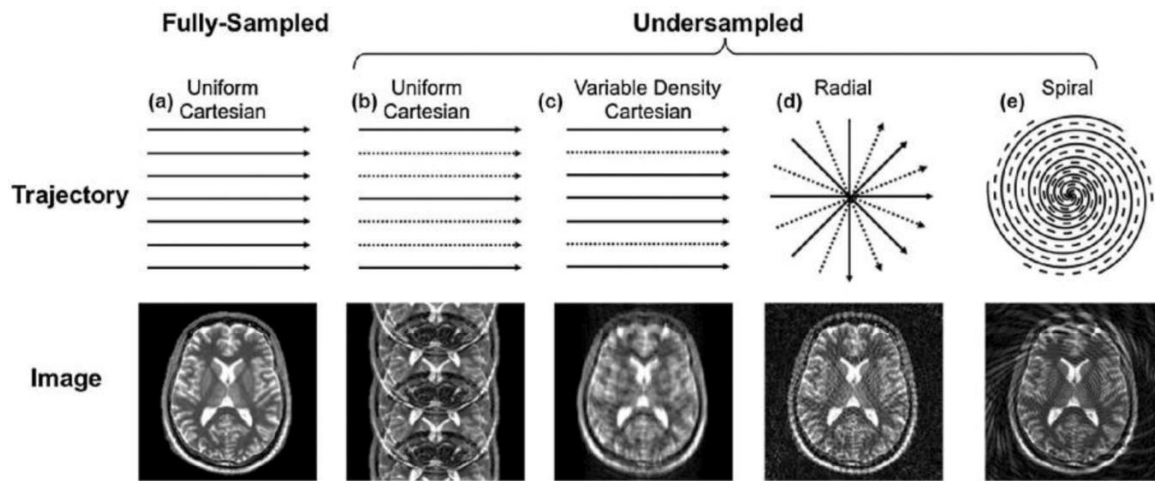 Fully-Sampled
Undersampled
(a) Uniform
Cartesian
(b) Uniform
Cartesian
(c) Variable Density
Cartesian
(d) Radial
(e) Spiral
Trajectory
Image